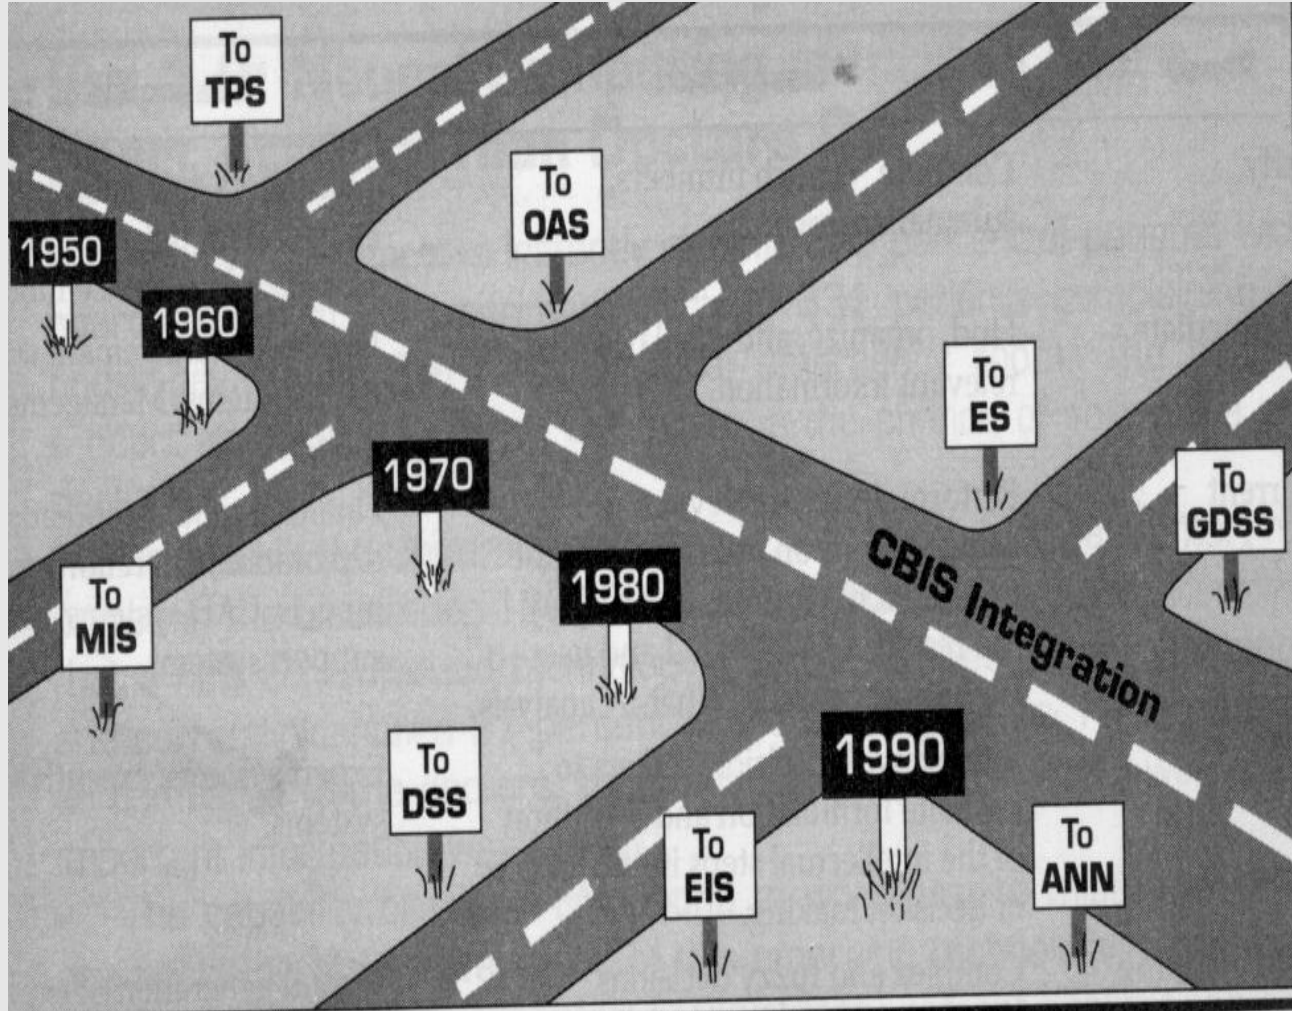 To
TPS
To
OAS
1950
1960
To
ES
1970
To
GDSS
CBIS Integration
1980
To
MIS
1990
To
DSS
To
EIS
To
ANN